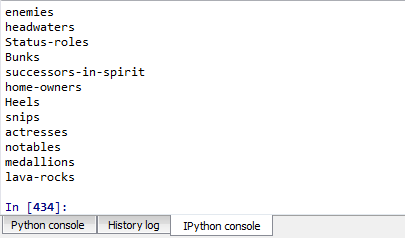 enemies
headwaters
Status-roles
Bunks
successors-in-spirit
home-owners
Heels
snips
actresses
notables
medallions
lava-rocks
In [434]:
Python console History log IPython console